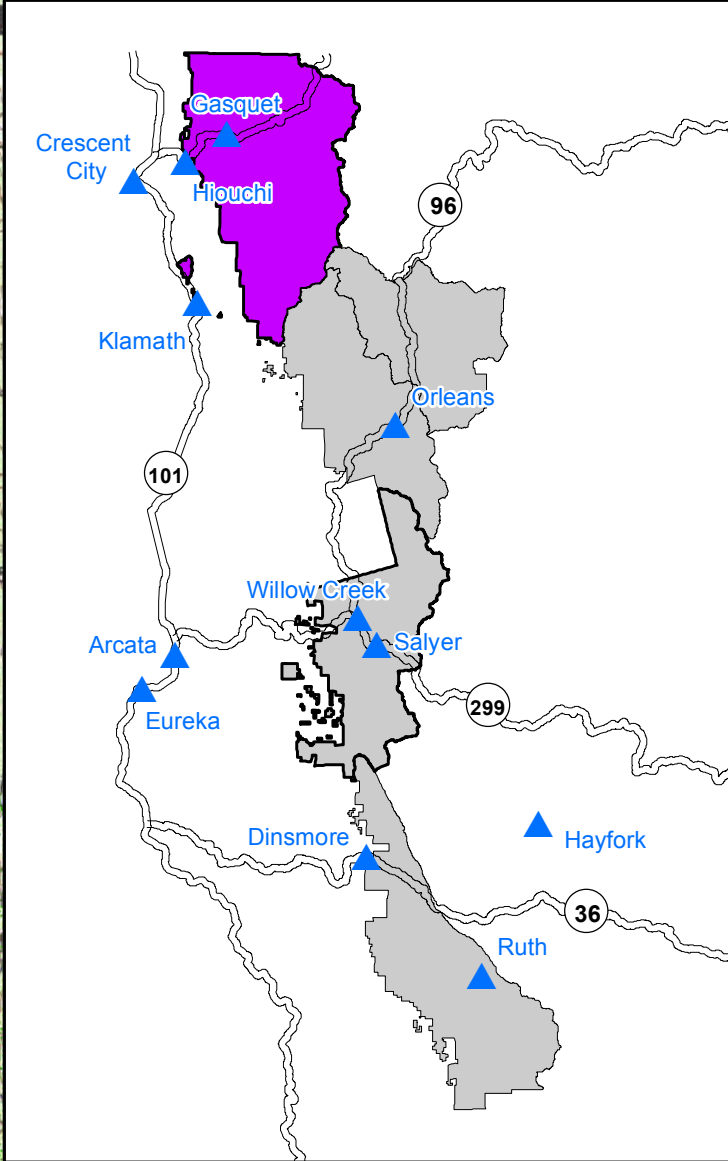 Gasquet
Crescent
City
Hiouchi
96
Klamath
Orleans
101
Willow Creek
Arcata
Salyer
299
Eureka
Dinsmore
Hayfork
36
Ruth